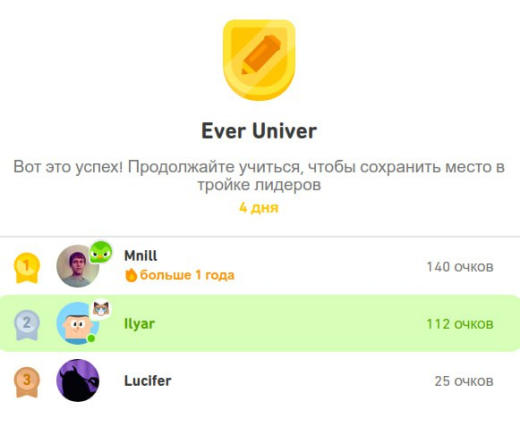 Ever Univer
Вот это успех! Продолжайте учиться, чтобы сохранить место в
тройке лидеров
4 дня
1
Mnill
больше 1 года
140 очков
2
Ilyar
112 очков
3
Lucifer
25 очков